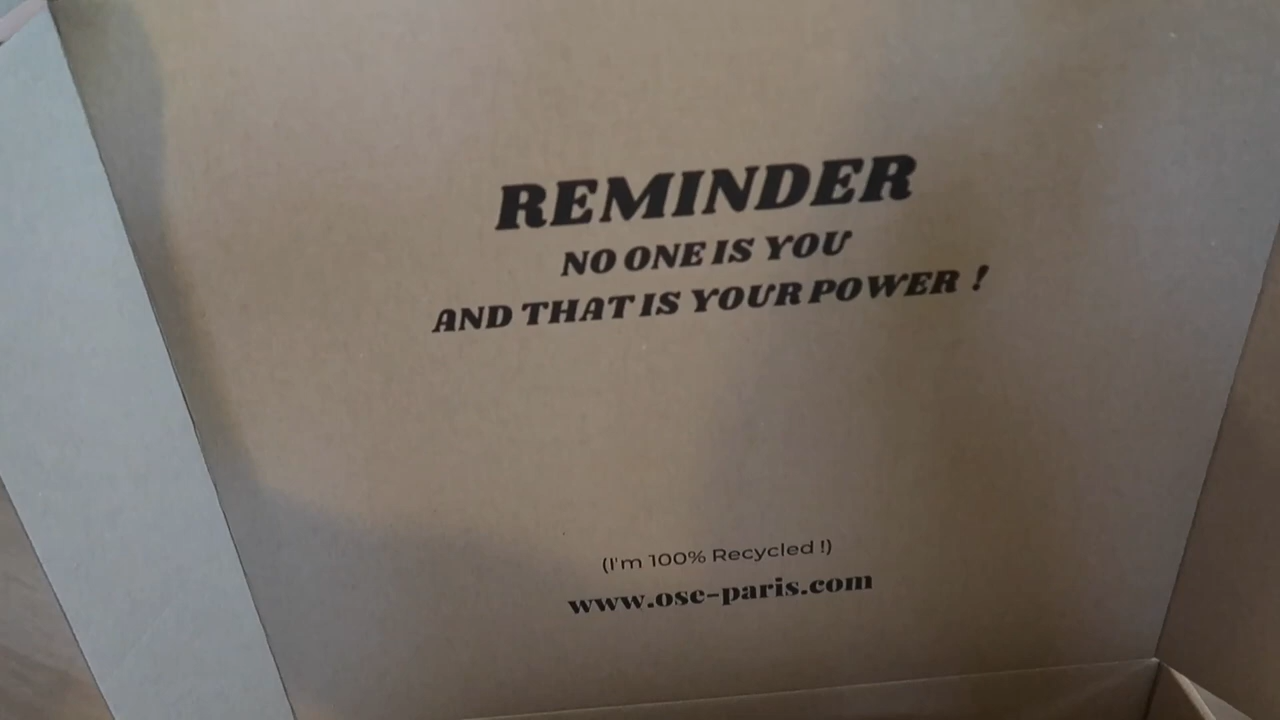 REMINDER
NO ONE IS YOU
AND THAT IS YOUR POWER !
(I'm 100% Recycled !)
www.ose-paris.com